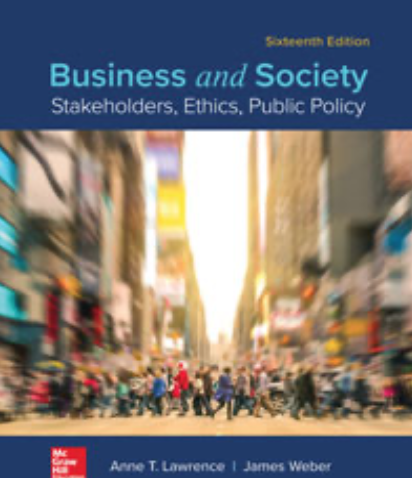 Sixteenth Edition
Business and Society
Stakeholders, Ethics, Public Policy
Mc
Graw
Hill
Education
Anne T. Lawrence | James Weber